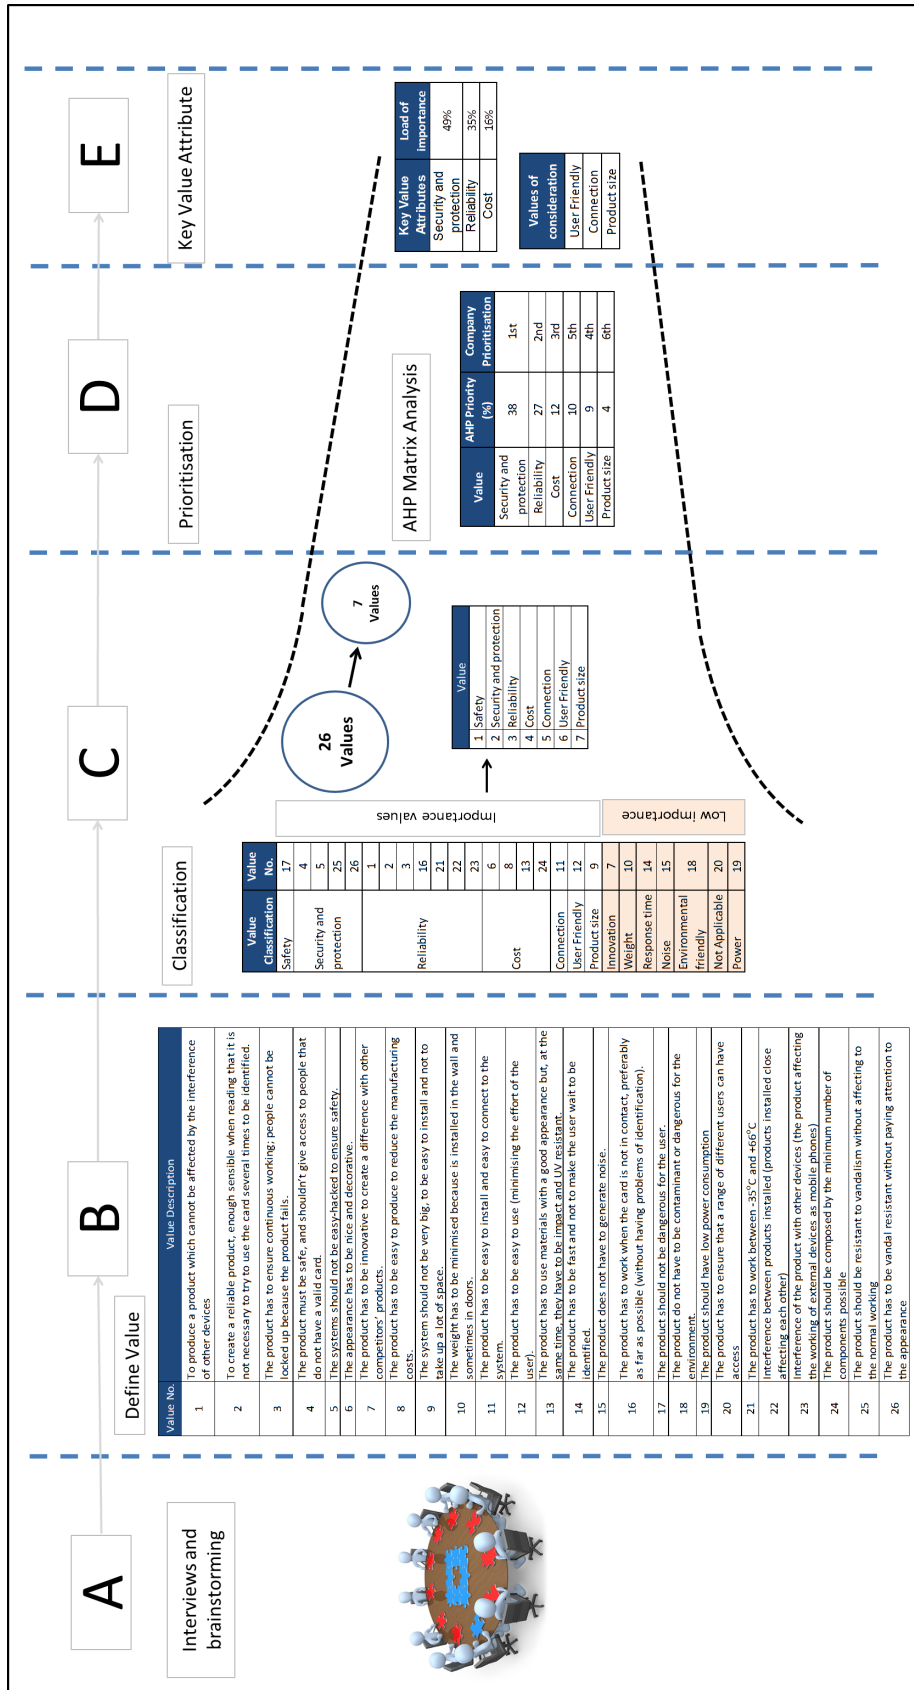 A
B
C
D
E
Interviews and
brainstorming
Define Value
Value No.
Value Description
1
To produce a product which cannot be affected by the interference
of other devices
2
To create a reliable product, enough sensible when reading that it is
not necessary to try to use the card several times to be identified.
3
The product has to ensure continuous working; people cannot be
locked up because the product fails.
4
The product must be safe, and shouldn't give access to people that
do not have a valid card.
5
The systems should not be easy-hacked to ensure safety.
6
The appearance has to be nice and decorative.
7
The product has to be innovative to create a difference with other
competitors' products.
8
The product has to be easy to produce to reduce the manufacturing
costs.
9
The system should not be very big, to be easy to install and not to
take up a lot of space.
10
The weight has to be minimised because is installed in the wall and
sometimes in doors.
11
The product has to be easy to install and easy to connect to the
system.
12
The product has to be easy to use (minimising the effort of the
user).
13
The product has to use materials with a good appearance but, at the
same time, they have to be impact and UV resistant.
14
The product has to be fast and not to make the user wait to be
identified.
15
The product does not have to generate noise.
16
The product has to work when the card is not in contact, preferably
as far as possible (without having problems of identification).
17
The product should not be dangerous for the user.
18
The product do not have to be contaminant or dangerous for the
environment.
19
The product should have low power consumption
20
The product has to ensure that a range of different users can have
access
21
The product has to work between -35°C and +66°C
22
Interference between products installed (products installed close
affecting each other)
23
Interference of the product with other devices (the product affecting
the working of external devices as mobile phones)
24
The product should be composed by the minimum number of
components possible
25
The product should be resistant to vandalism without affecting to
the normal working
26
The product has to be vandal resistant without paying attention to
the appearance
Classification
Value
Classification
Value
No.
Safety
17
Security and
protection
4
5
25
26
Reliability
1
2
3
16
21
22
23
Cost
6
8
13
24
Connection
11
User Friendly
12
Product size
9
Innovation
7
Weight
10
Response time
14
Noise
15
Environmental
friendly
18
Not Applicable
20
Power
19
Importance values
Low importance
26
Values
7
Values
Value
1 Safety
2 Security and protection
3 Reliability
4 Cost
5 Connection
6 User Friendly
7 Product size
Prioritisation
AHP Matrix Analysis
Value
AHP Priority
(%)
Company
Prioritisation
Security and
protection
38
1st
Reliability
27
2nd
Cost
12
3rd
Connection
10
5th
User Friendly
9
4th
Product size
4
6th
Key Value Attribute
Key Value
Attributes
Load of
importance
Security and
protection
49%
Reliability
35%
Cost
16%
Values of
consideration
User Friendly
Connection
Product size